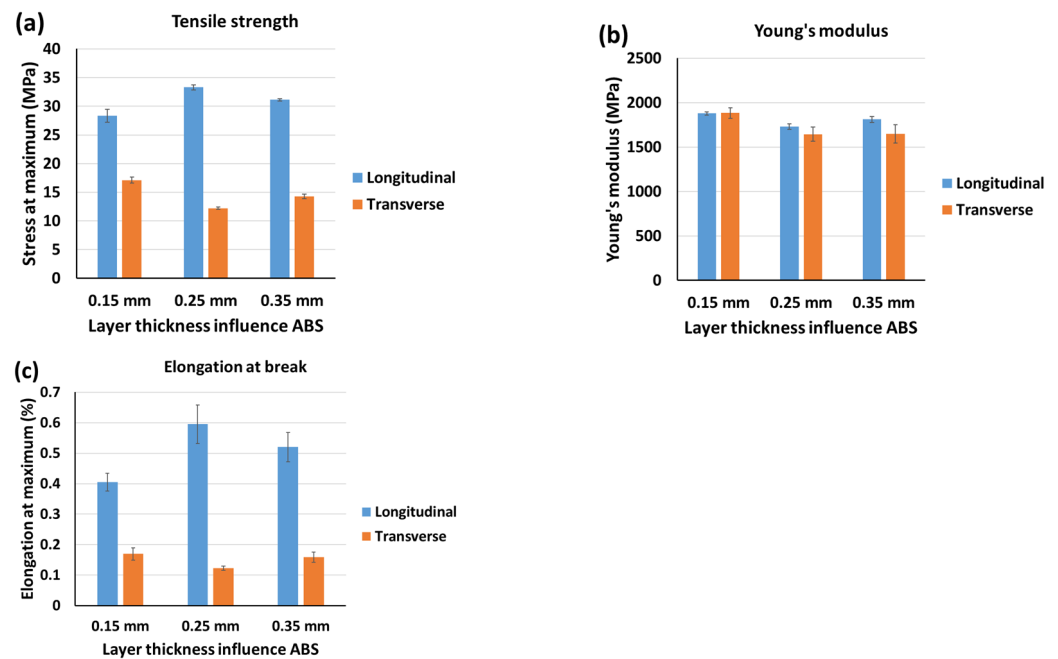 (a)
Tensile strength
Stress at maximum (MPa)
40
35
30
25
20
15
10
5
0
0.15 mm 0.25 mm 0.35 mm
Layer thickness influence ABS
Longitudinal
Transverse
(b)
Young's modulus
Young's modulus (MPa)
2500
2000
1500
1000
500
0
0.15 mm 0.25 mm 0.35 mm
Layer thickness influence ABS
Longitudinal
Transverse
(c)
Elongation at break
Elongation at maximum (%)
0.7
0.6
0.5
0.4
0.3
0.2
0.1
0
0.15 mm 0.25 mm 0.35 mm
Layer thickness influence ABS
Longitudinal
Transverse